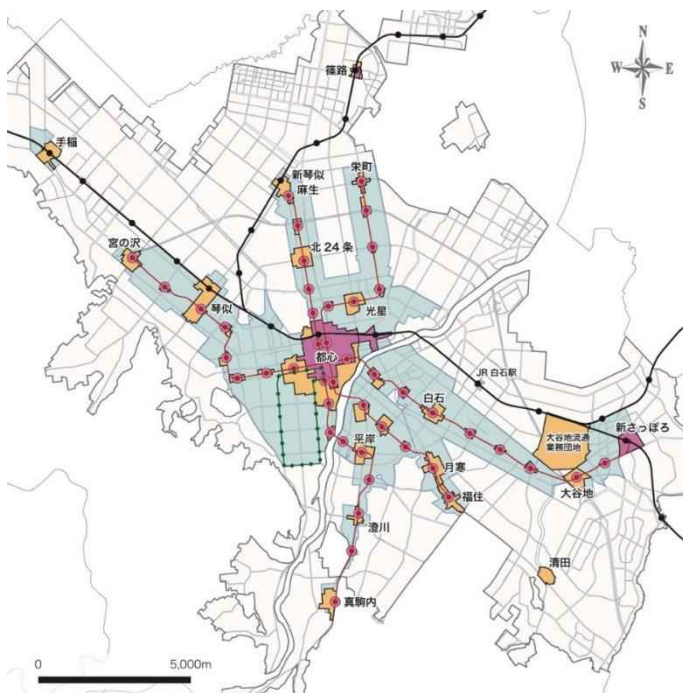 N
W
E
S
篠路
手稲
新琴似
麻生
栄町
宮の沢
北24条
琴似
光星
都心
JR 白石駅
白石
新さっぽろ
大谷地流通
業務団地
平岸
月寒
大谷地
福住
澄川
清田
真駒内
0
5,000m